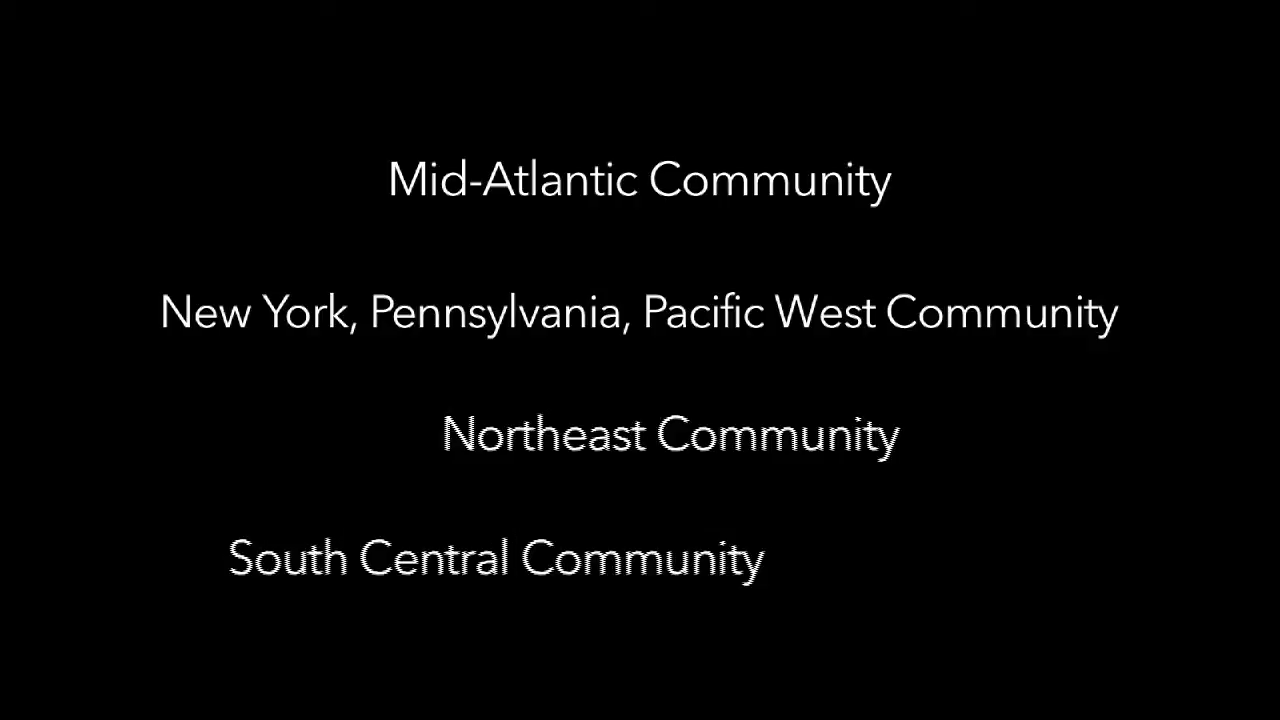 Mid-Atlantic Community
New York, Pennsylvania, Pacific West Community
Northeast Community
South Central Community